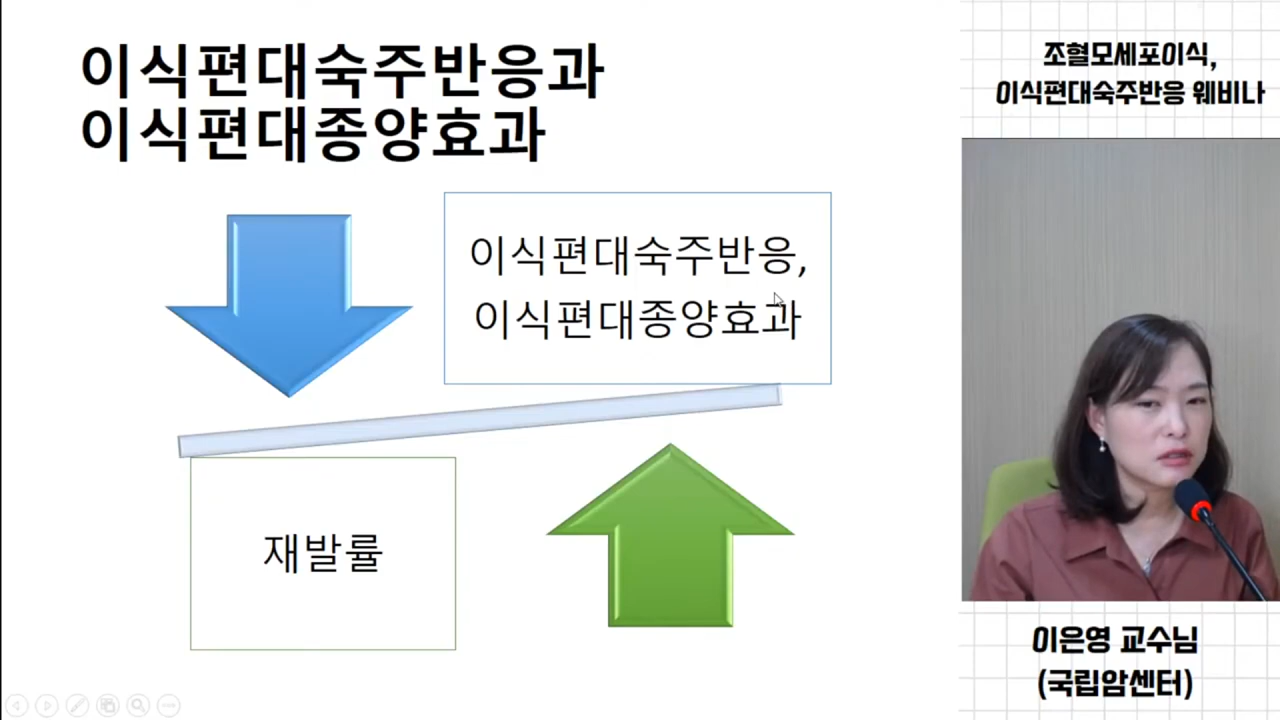 이식편대숙주반응과
이식편대종양효과
이식편대숙주반응,
이식편대종양효과
재발률
조혈모세포이식,
이식편대숙주반응 웨비나
이은영 교수님
(국립암센터)